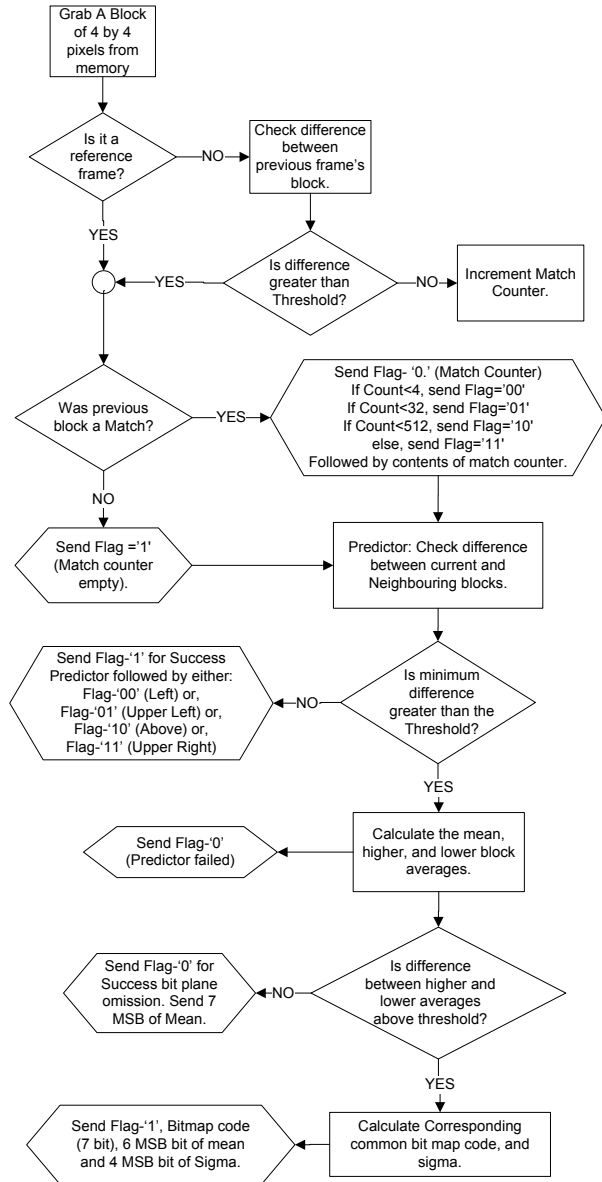 Grab A Block
of 4 by 4
pixels from
memory
Is it a
reference
frame?
NO
Check difference
between
previous frame's
block.
YES
Is difference
greater than
Threshold?
YES
NO
Increment Match
Counter.
Was previous
block a Match?
YES
Send Flag- '0.' (Match Counter)
If Count<4, send Flag='00'
If Count<32, send Flag='01'
If Count<512, send Flag='10'
else, send Flag='11'
Followed by contents of match counter.
NO
Send Flag ='1'
(Match counter
empty).
Predictor: Check difference
between current and
Neighbouring blocks.
Send Flag-'1' for Success
Predictor followed by either:
Flag-'00' (Left) or,
Flag-'01' (Upper Left) or,
Flag-'10' (Above) or,
Flag-'11' (Upper Right)
NO
Is minimum
difference
greater than the
Threshold?
YES
Send Flag-'0'
(Predictor failed)
Calculate the mean,
higher, and lower block
averages.
Send Flag-'0' for
Success bit plane
omission. Send 7
MSB of Mean.
NO
Is difference
between higher and
lower averages
above threshold?
YES
Send Flag-'1', Bitmap code
(7 bit), 6 MSB bit of mean
and 4 MSB bit of Sigma.
Calculate Corresponding
common bit map code, and
sigma.